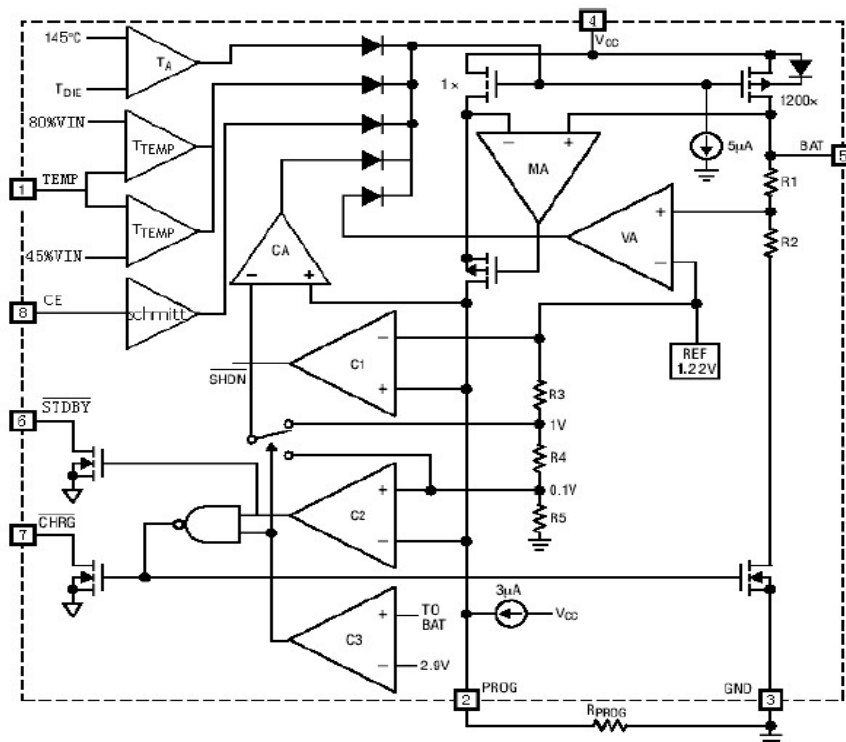 4
145°C
TA
VCC
TDIE
1×
1200×
80%VIN
TTEMP
5μA
BAT
5
MA
1
TEMP
R1
TTEMP
CA
VA
R2
45%VIN
8
CE
schmitt
REF
1.22V
C1
SHDN
R3
6
STDBY
1V
R4
0.1V
C2
R5
7
CHRG
3μA
VCC
TO
BAT
C3
2.9V
2
PROG
GND
3
RPROG